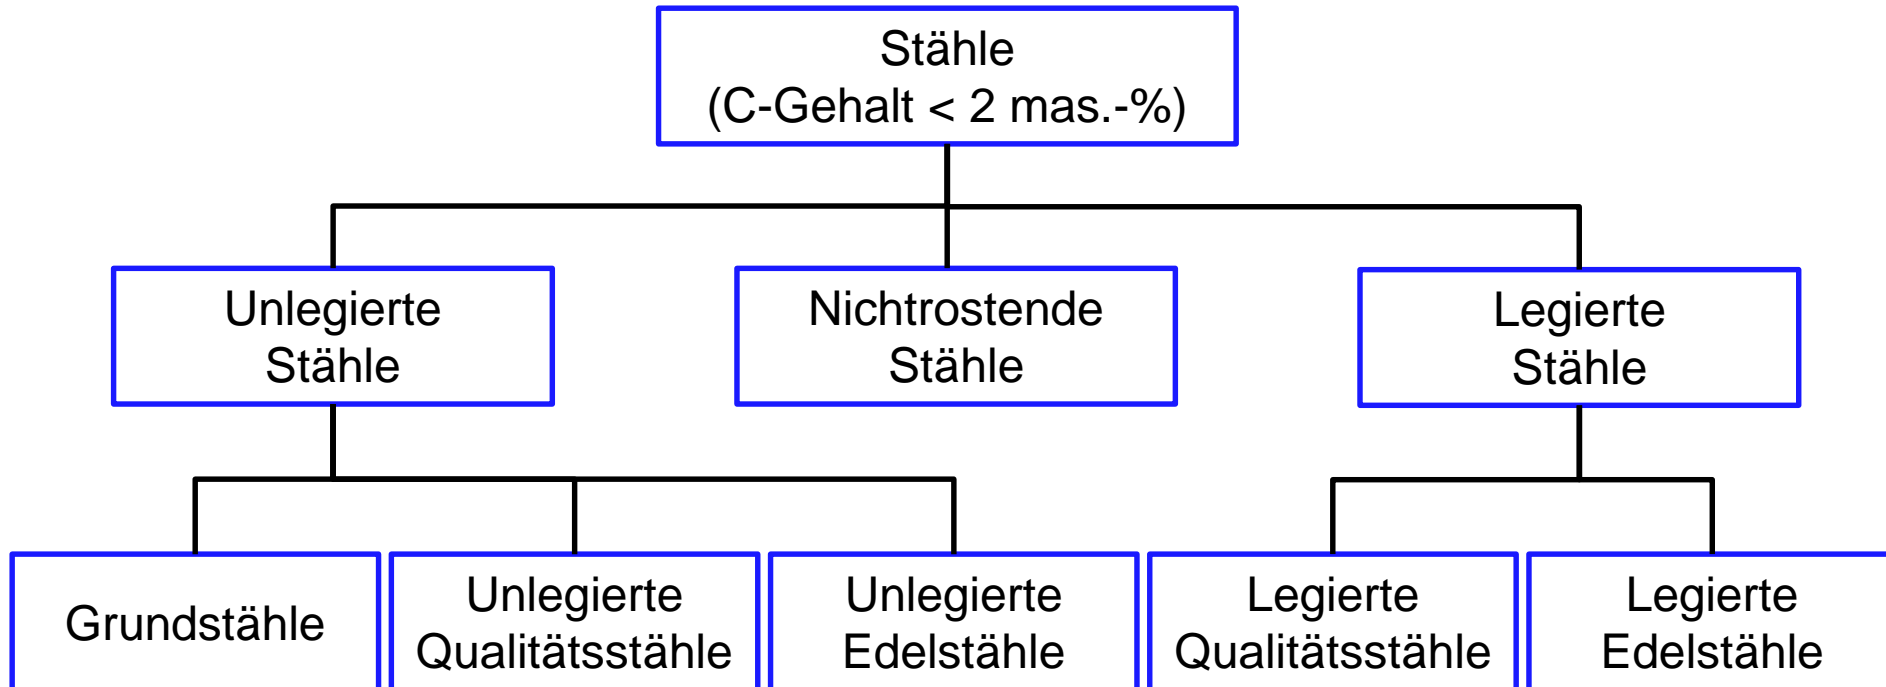 Stähle
(C-Gehalt < 2 mas.-%)
Unlegierte
Stähle
Nichtrostende
Stähle
Legierte
Stähle
Grundstähle
Unlegierte
Qualitätsstähle
Unlegierte
Edelstähle
Legierte
Qualitätsstähle
Legierte
Edelstähle